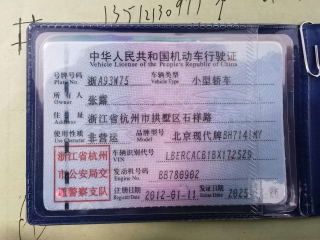 中华人民共和国机动车行驶证
Vehicle License of the People's Republic of China
号牌号码 浙A93W75 车辆类型 小型轿车
Plate No. Vehicle Type
所有人 张露
Owner
住址 浙江省杭州市拱墅区石祥路
Address
使用性质 非营运 品牌型号 北京现代牌BH7141MY
Use Character Model
浙江省杭州
市公安局交
通警察支队
车辆识别代号
VIN
发动机号码 BB780902
Engine No.
注册日期 2012-01-11 发证日期
Register Date Issue Date